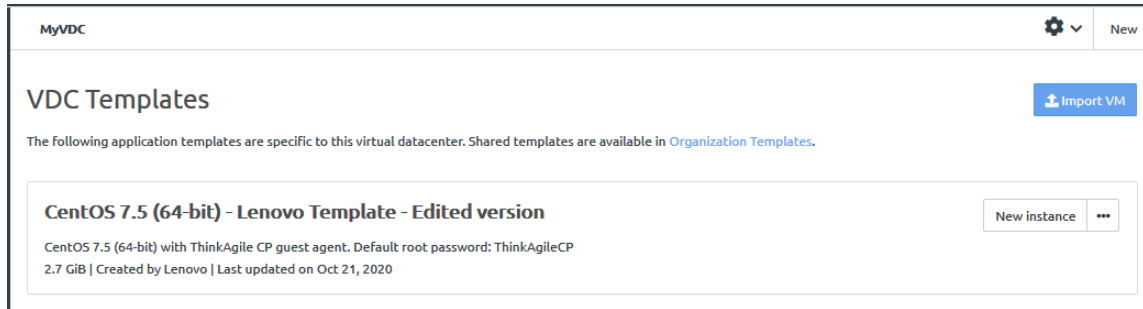 MyVDC
New
VDC Templates
Import VM
The following application templates are specific to this virtual datacenter. Shared templates are available in Organization Templates.
CentOS 7.5 (64-bit) - Lenovo Template - Edited version
New instance
CentOS 7.5 (64-bit) with ThinkAgile CP guest agent. Default root password: ThinkAgileCP
2.7 GiB | Created by Lenovo | Last updated on Oct 21, 2020